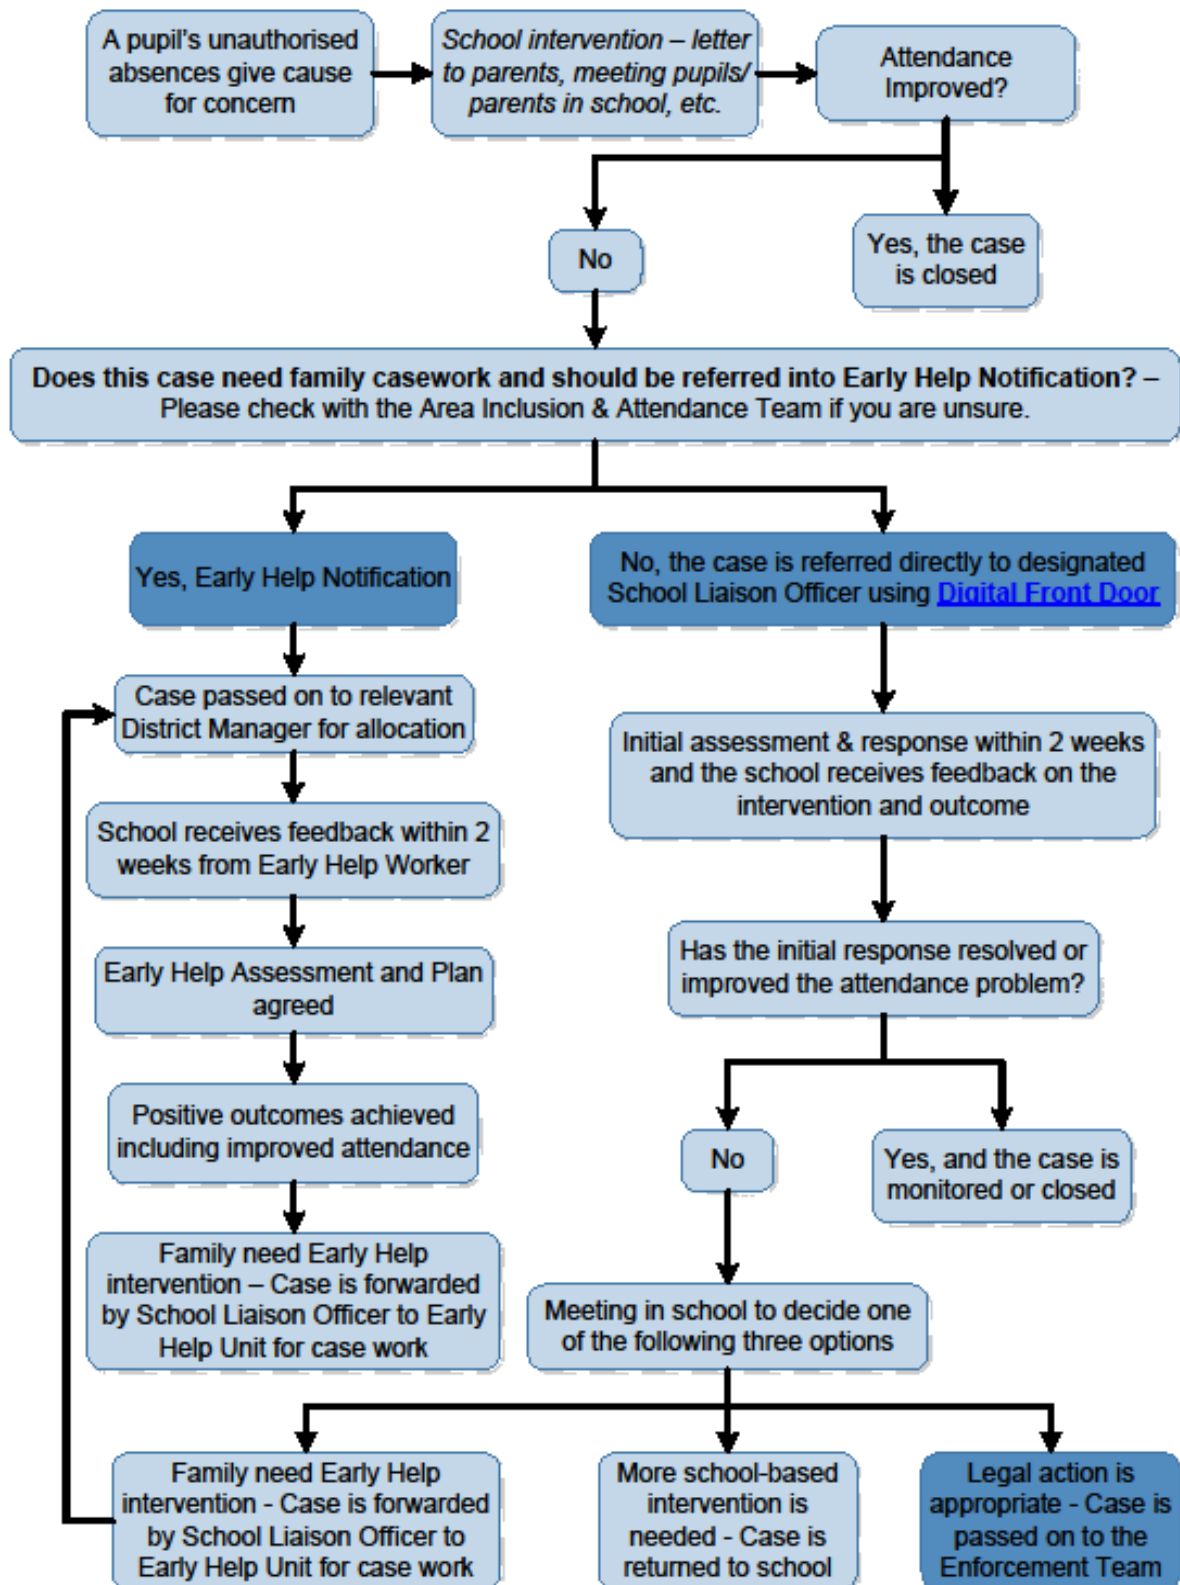 A pupil's unauthorised
absences give cause
for concern
School intervention – letter
to parents, meeting pupils/
parents in school, etc.
Attendance
Improved?
No
Yes, the case
is closed
Does this case need family casework and should be referred into Early Help Notification? –
Please check with the Area Inclusion & Attendance Team if you are unsure.
Yes, Early Help Notification
No, the case is referred directly to designated
School Liaison Officer using Digital Front Door
Case passed on to relevant
District Manager for allocation
Initial assessment & response within 2 weeks
and the school receives feedback on the
intervention and outcome
School receives feedback within 2
weeks from Early Help Worker
Has the initial response resolved or
improved the attendance problem?
Early Help Assessment and Plan
agreed
Positive outcomes achieved
including improved attendance
No
Yes, and the case is
monitored or closed
Family need Early Help
intervention – Case is forwarded
by School Liaison Officer to Early
Help Unit for case work
Meeting in school to decide one
of the following three options
Family need Early Help
intervention - Case is forwarded
by School Liaison Officer to
Early Help Unit for case work
More school-based
intervention is
needed - Case is
returned to school
Legal action is
appropriate - Case is
passed on to the
Enforcement Team